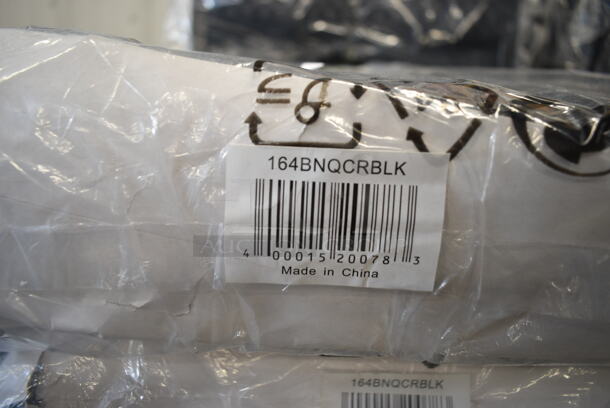 164BNQCRBLK
4 00015 20078 3
Made in China
164BNQCRBLK